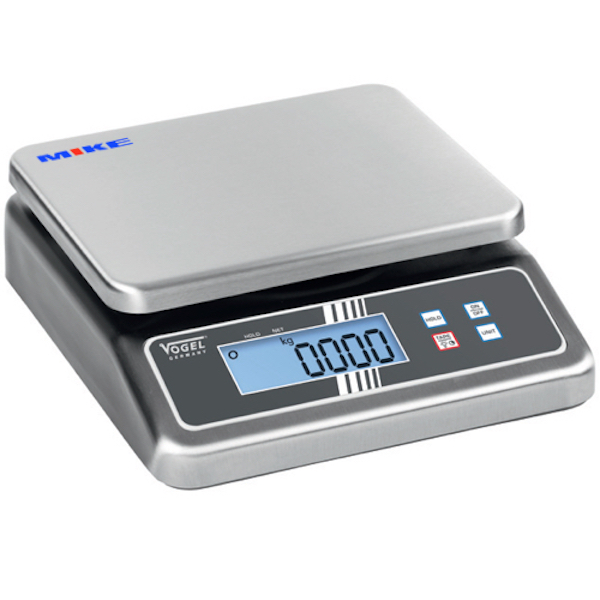 MIKE
VOGEL
GERMANY
HOLD NET
kg
0000
HOLD
ON
OFF
TARE
UNIT